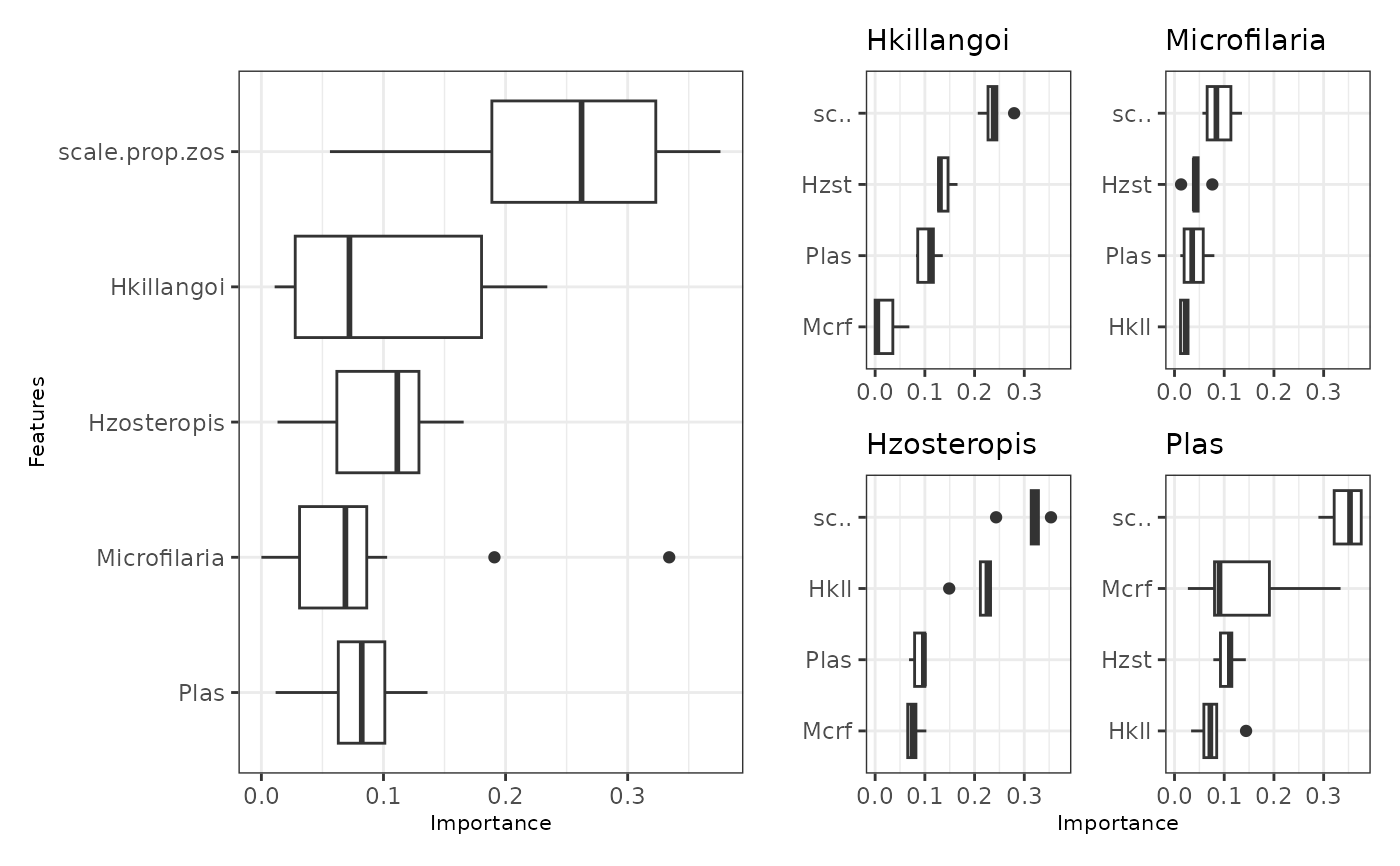 Features
scale.prop.zos
Hkillangoi
Hzosteropis
Microfilaria
Plas
0.0 0.1 0.2 0.3
Importance
Hkillangoi
sc..
Hzst
Plas
Mcrf
0.0 0.1 0.2 0.3
Microfilaria
sc..
Hzst
Plas
Hkll
0.0 0.1 0.2 0.3
Hzosteropis
sc..
Hkll
Plas
Mcrf
0.0 0.1 0.2 0.3
Plas
sc..
Mcrf
Hzst
Hkll
0.0 0.1 0.2 0.3
Importance